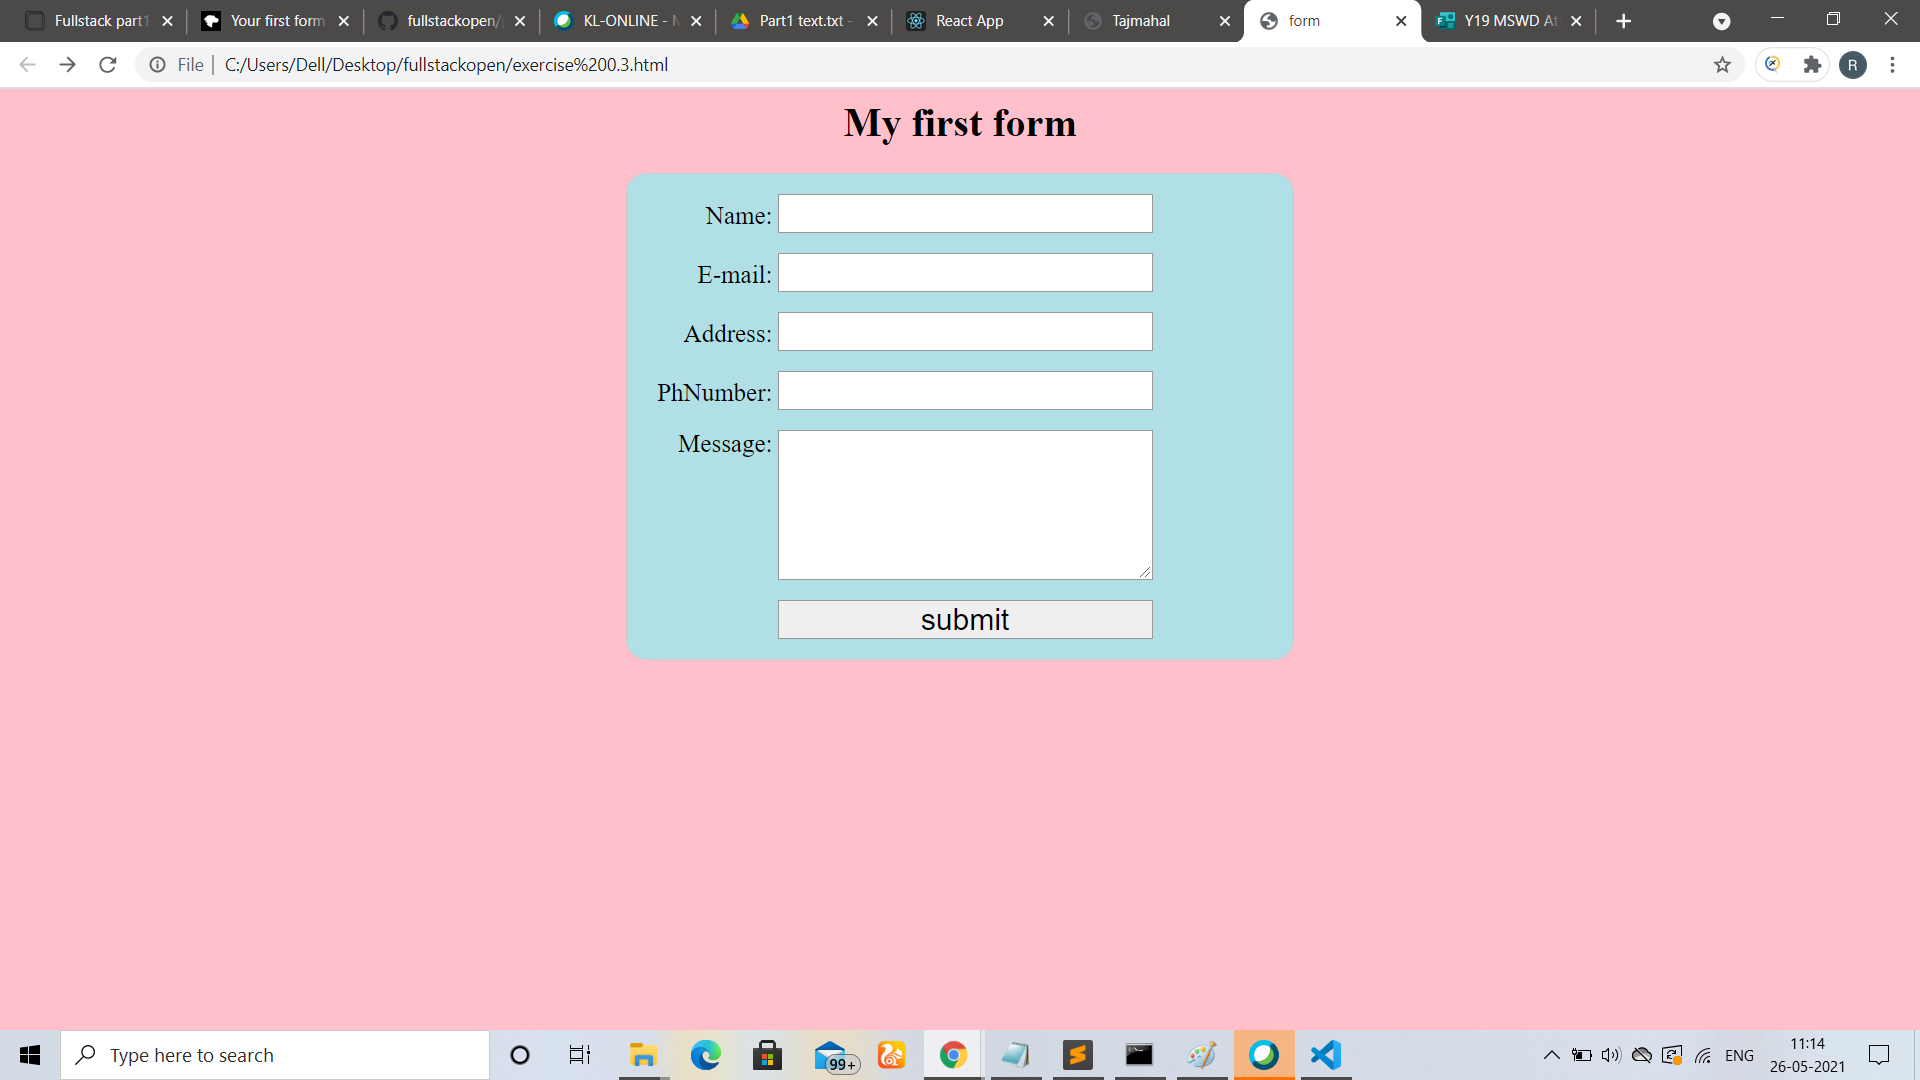 Fullstack part1
Your first form
fullstackopen/
KL-ONLINE -
Part1 text.txt -
React App
Tajmahal
form
Y19 MSWD At
File | C:/Users/Dell/Desktop/fullstackopen/exercise%200.3.html
R
My first form
Name:
E-mail:
Address:
PhNumber:
Message:
submit
Type here to search
99+
ENG
11:14
26-05-2021